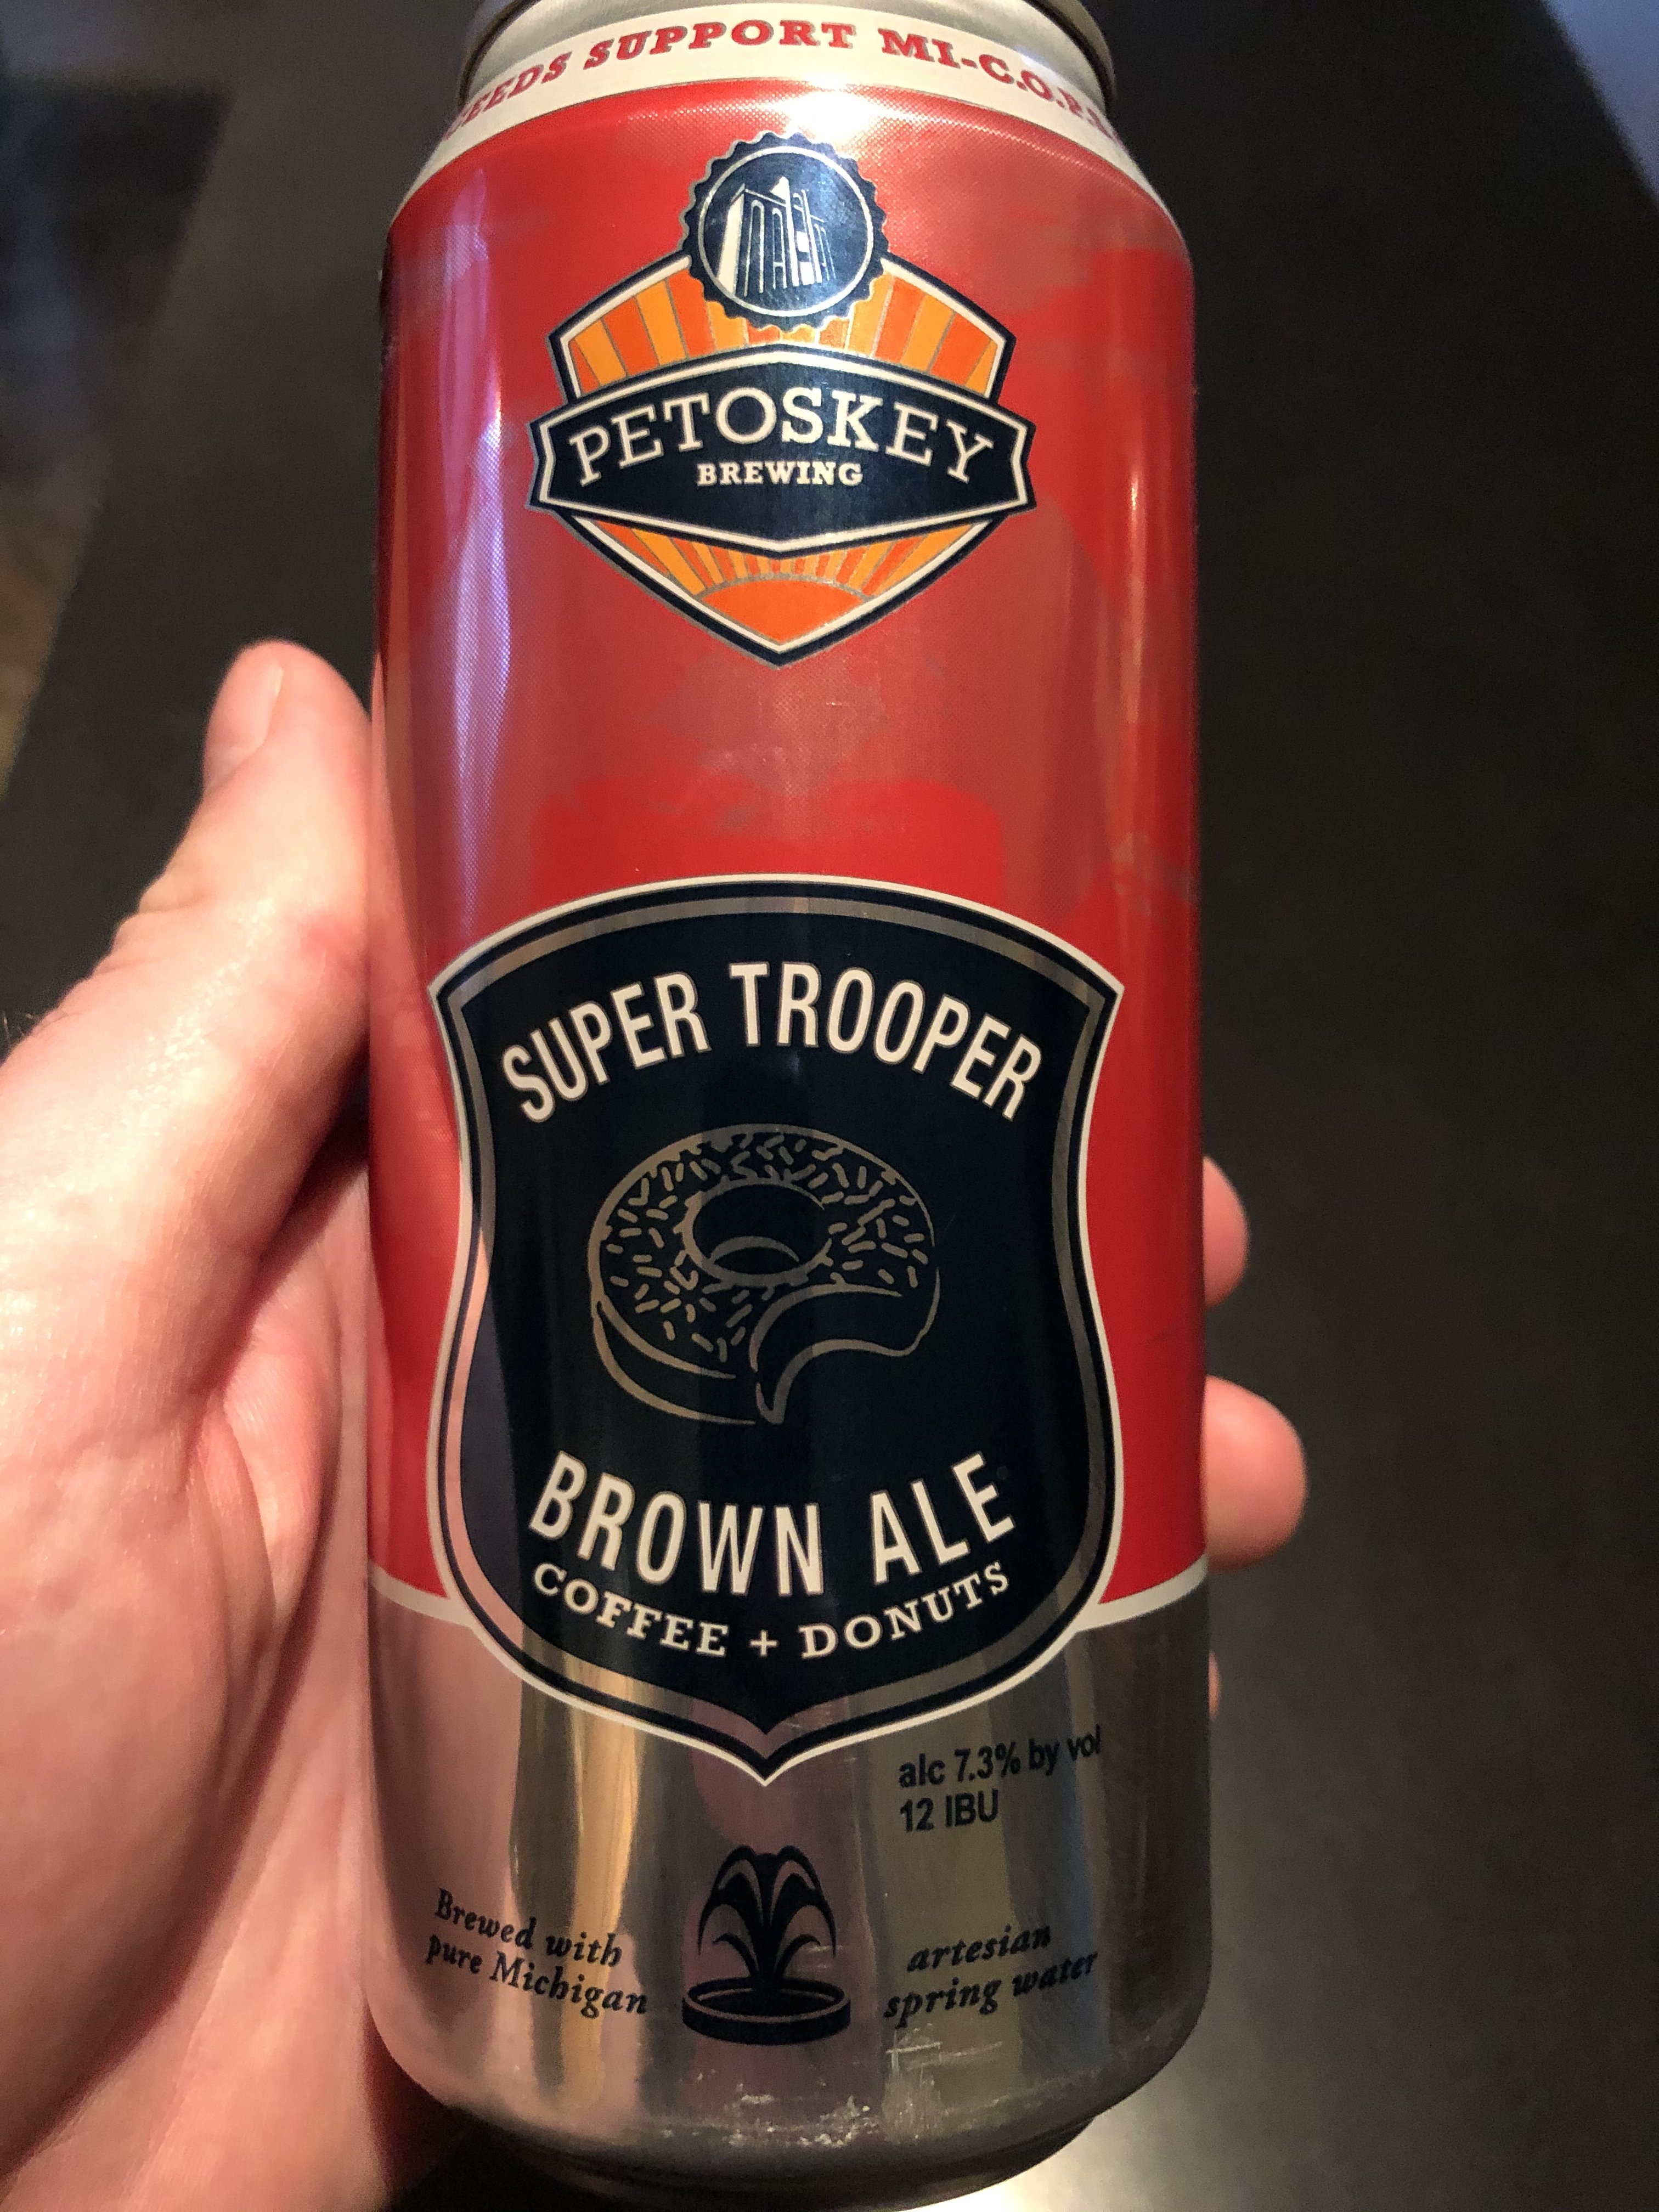 SUPPORT
PETOSKEY
BREWING
SUPER TROOPER
BROWN ALE
COFFEE + DONUTS
alc 7.3% by vol
12 IBU
Brewed with
pure Michigan
artesian
spring water